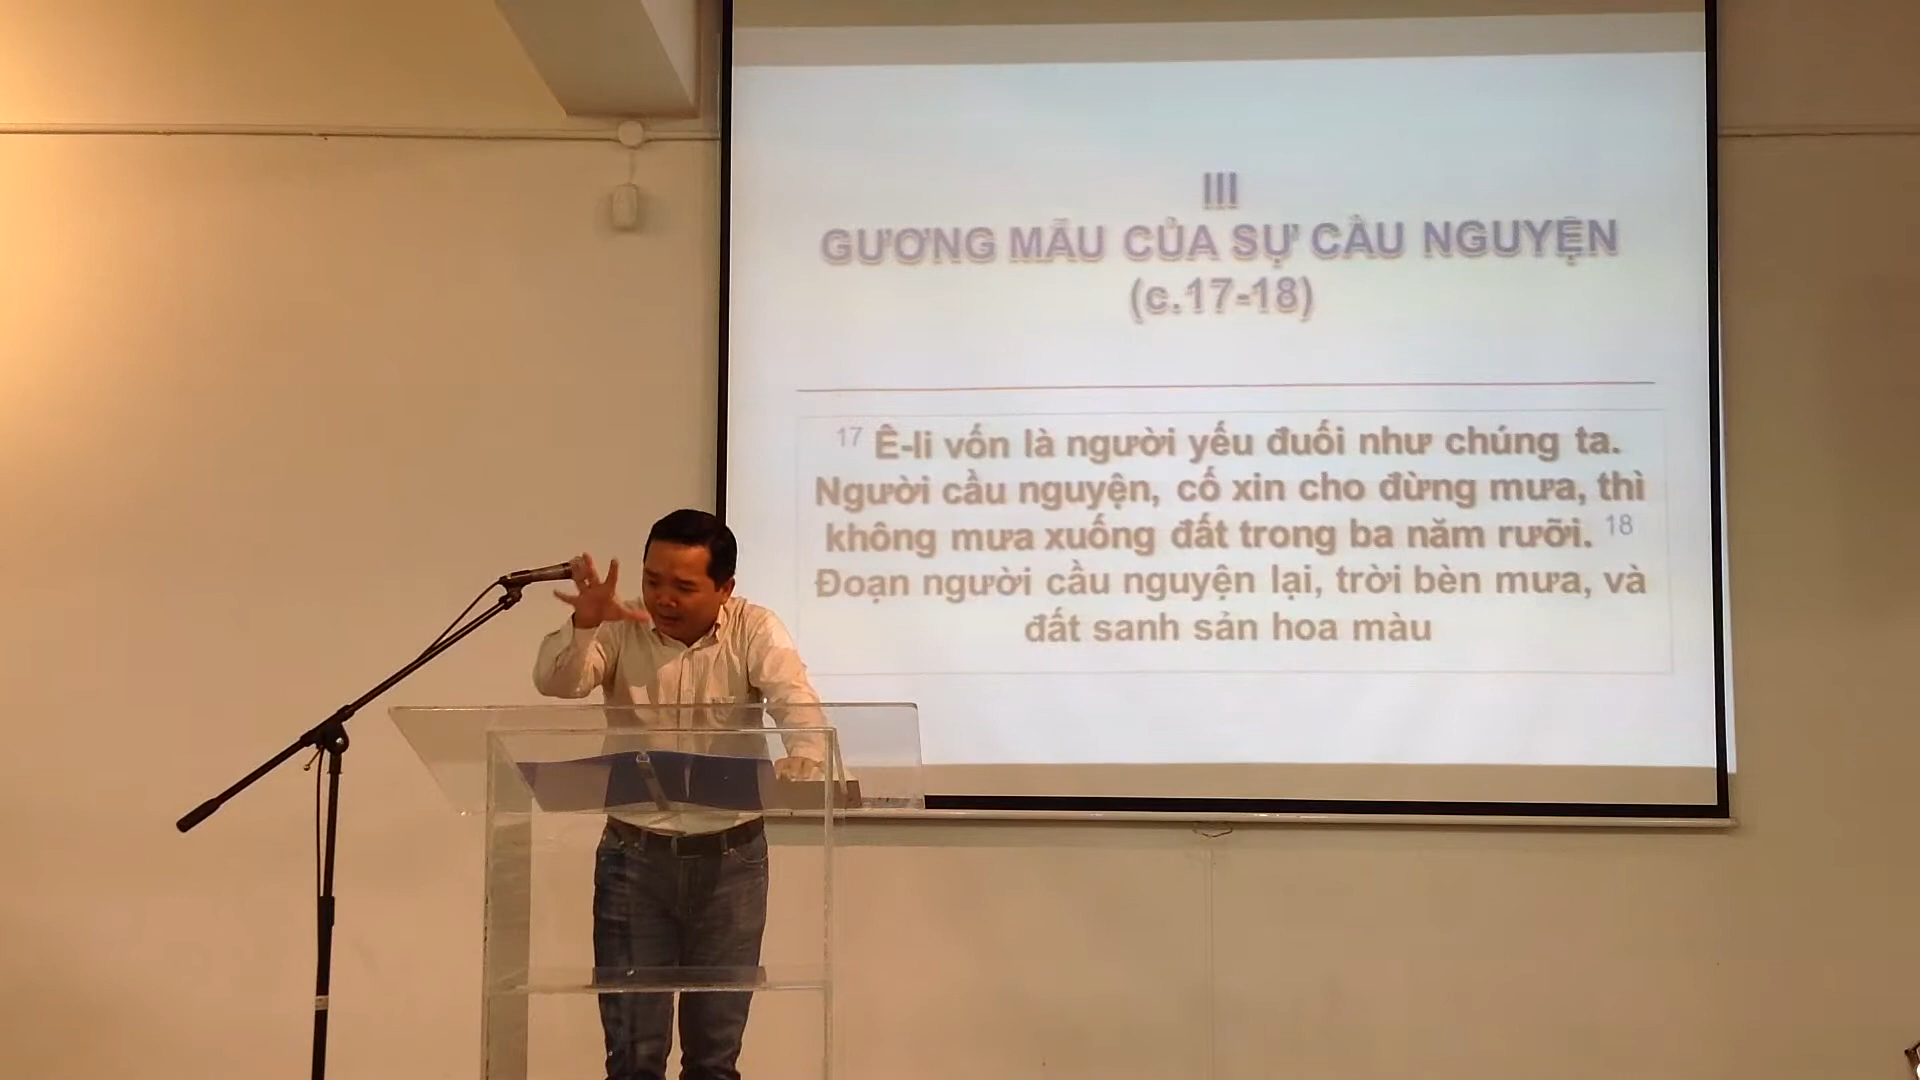 III
GƯƠNG MẪU CỦA SỰ CẦU NGUYỆN
(c.17-18)
17 Ê-li vốn là người yếu đuối như chúng ta.
Người cầu nguyện, cố xin cho đừng mưa, thì
không mưa xuống đất trong ba năm rưỡi. 18
Đoạn người cầu nguyện lại, trời bèn mưa, và
đất sanh sản hoa màu